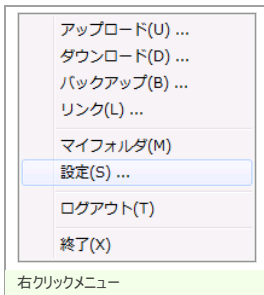 アップロード(U) ...
ダウンロード(D) ...
バックアップ(B) ...
リンク(L) ...
マイフォルダ(M)
設定(S) ...
ログアウト(T)
終了(X)
右クリックメニュー